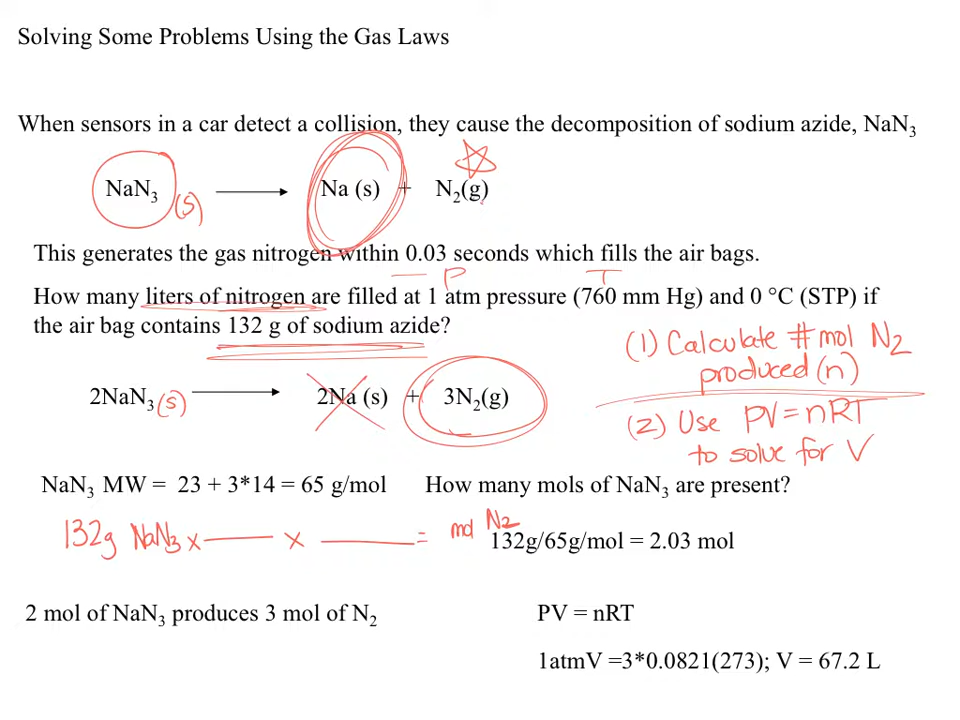 Solving Some Problems Using the Gas Laws
When sensors in a car detect a collision, they cause the decomposition of sodium azide, NaN₃
NaN₃ (s) ⟶ Na (s) + N₂(g)
This generates the gas nitrogen within 0.03 seconds which fills the air bags.
P T
How many liters of nitrogen are filled at 1 atm pressure (760 mm Hg) and 0 °C (STP) if
the air bag contains 132 g of sodium azide?
(1) Calculate # mol N₂
produced (n)
2NaN₃(s) ⟶ 2Na (s) + 3N₂(g)
(2) Use PV = nRT
to solve for V
NaN₃ MW = 23 + 3*14 = 65 g/mol How many mols of NaN₃ are present?
132g NaN₃ x ____ x ____ = mol N₂
132g/65g/mol = 2.03 mol
2 mol of NaN₃ produces 3 mol of N₂ PV = nRT
1atmV =3*0.0821(273); V = 67.2 L